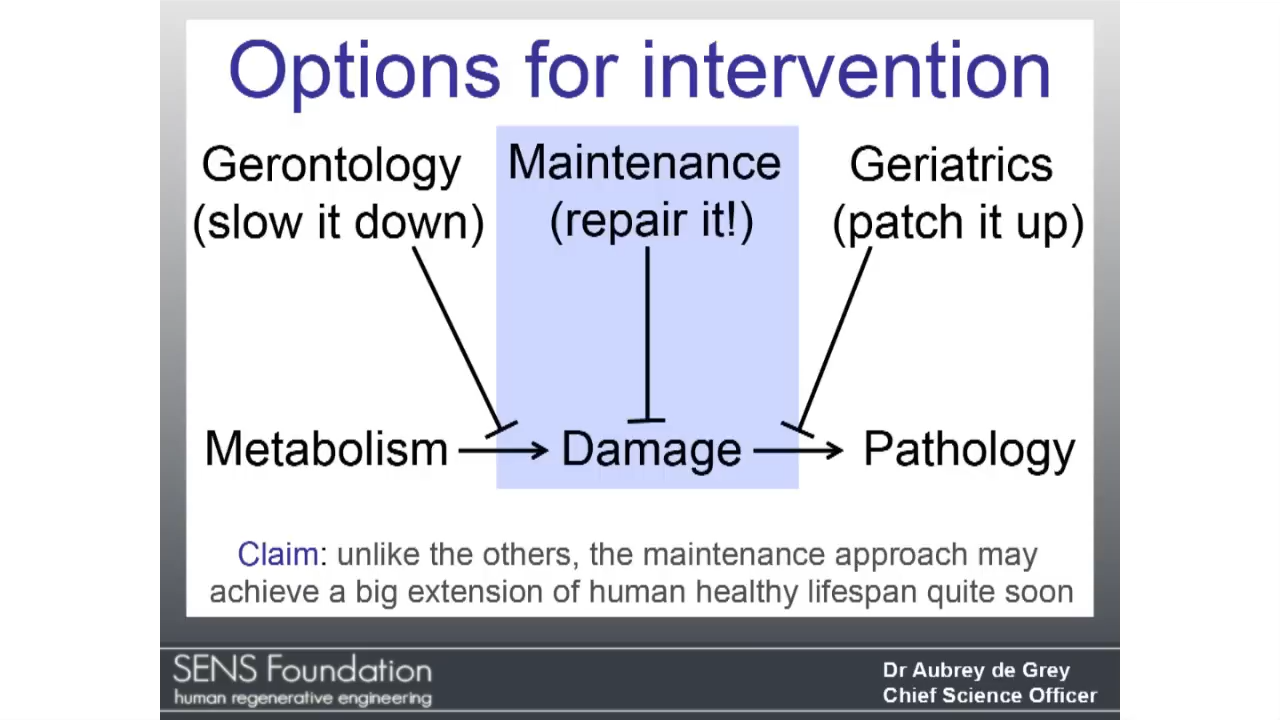 Options for intervention
Gerontology
(slow it down)
Maintenance
(repair it!)
Geriatrics
(patch it up)
Metabolism
Damage
Pathology
Claim: unlike the others, the maintenance approach may
achieve a big extension of human healthy lifespan quite soon
SENS Foundation
human regenerative engineering
Dr Aubrey de Grey
Chief Science Officer